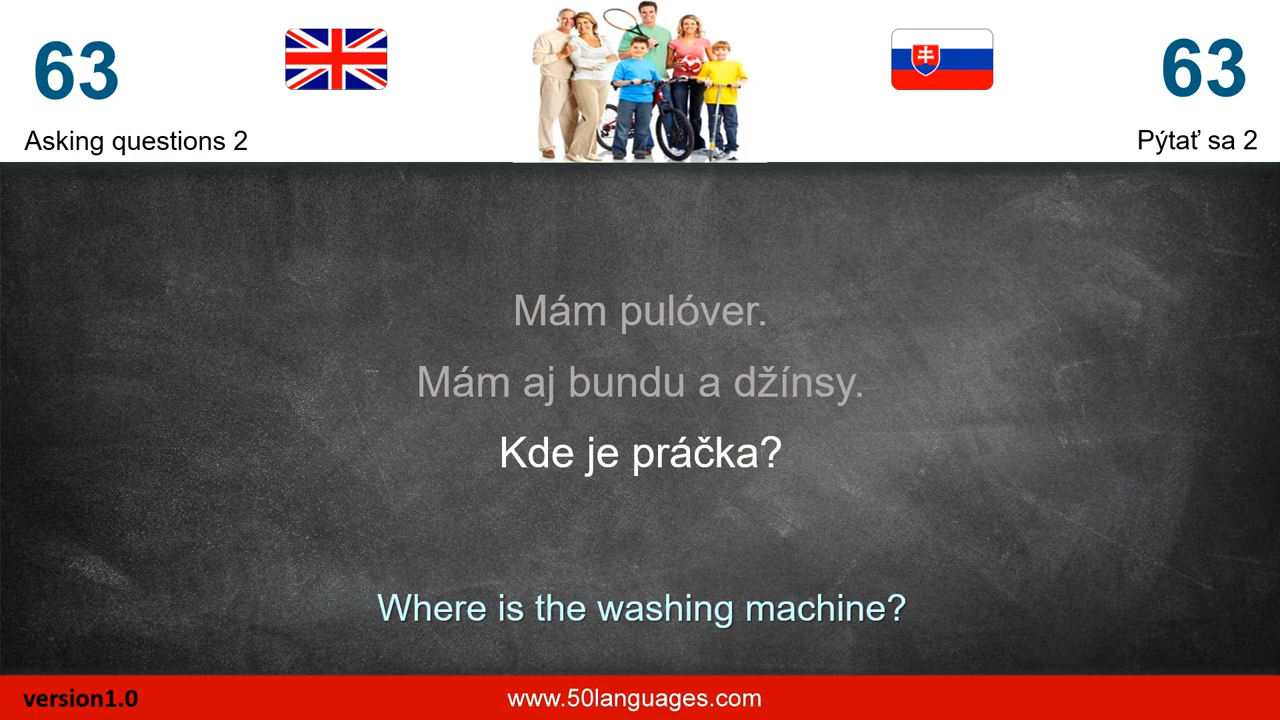 63
63
Asking questions 2
Pýtať sa 2
Mám pulóver.
Mám aj bundu a džínsy.
Kde je práčka?
Where is the washing machine?
version1.0
www.50languages.com